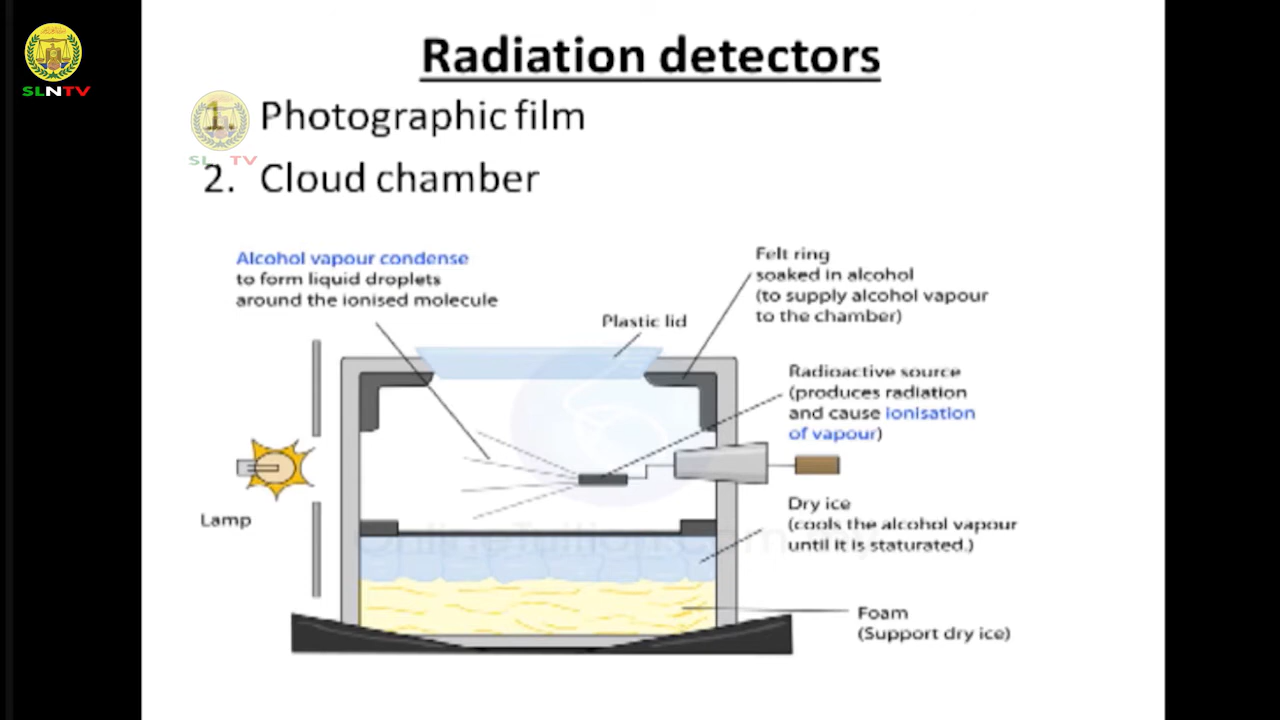 SLNTV
Radiation detectors
1. Photographic film
SL TV
2. Cloud chamber
Alcohol vapour condense
to form liquid droplets
around the ionised molecule
Plastic lid
Felt ring
soaked in alcohol
(to supply alcohol vapour
to the chamber)
Radioactive source
(produces radiation
and cause ionisation
of vapour)
Lamp
Dry ice
(cools the alcohol vapour
until it is staturated.)
Foam
(Support dry ice)